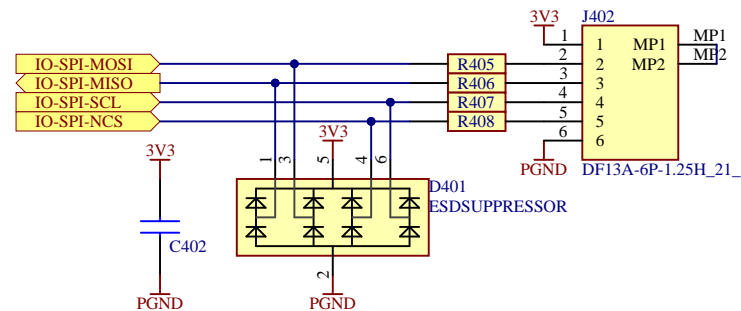 J402
3V3
1
1
MP1
MP1
IO-SPI-MOSI
R405
2
2
MP2
MP2
IO-SPI-MISO
R406
3
3
IO-SPI-SCL
R407
4
4
IO-SPI-NCS
R408
5
5
6
6
3V3
3V3
PGND
DF13A-6P-1.25H_21_
1
3
5
4
6
D401
ESDSUPPRESSOR
C402
2
PGND
PGND